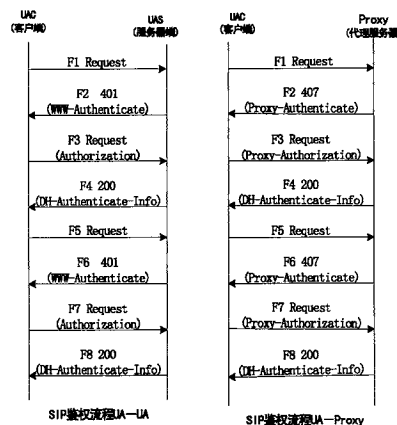 UAC
(客户端)
UAS
(服务器端)
F1 Request
F2 401
(WWW-Authenticate)
F3 Request
(Authorization)
F4 200
(DH-Authenticate-Info)
F5 Request
F6 401
(WWW-Authenticate)
F7 Request
(Authorization)
F8 200
(DH-Authenticate-Info)
SIP鉴权流程UA—UA
UAC
(客户端)
Proxy
(代理服务器)
F1 Request
F2 407
(Proxy-Authenticate)
F3 Request
(Proxy-Authorization)
F4 200
(DH-Authenticate-Info)
F5 Request
F6 407
(Proxy-Authenticate)
F7 Request
(Proxy-Authorization)
F8 200
(DH-Authenticate-Info)
SIP鉴权流程UA—Proxy